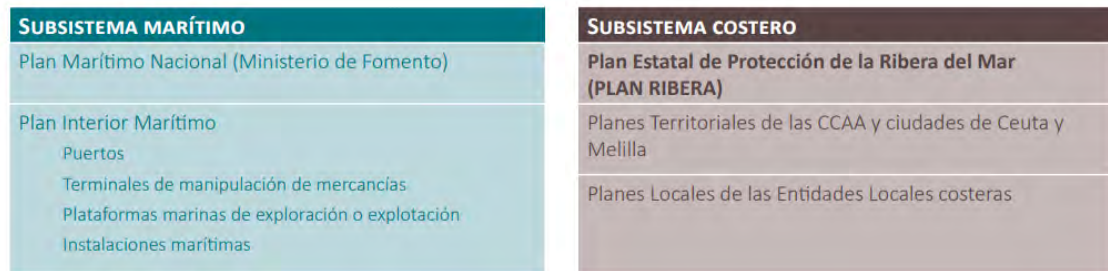 SUBSISTEMA MARÍTIMO
Plan Marítimo Nacional (Ministerio de Fomento)
Plan Interior Marítimo
Puertos
Terminales de manipulación de mercancías
Plataformas marinas de exploración o explotación
Instalaciones marítimas
SUBSISTEMA COSTERO
Plan Estatal de Protección de la Ribera del Mar
(PLAN RIBERA)
Planes Territoriales de las CCAA y ciudades de Ceuta y
Melilla
Planes Locales de las Entidades Locales costeras